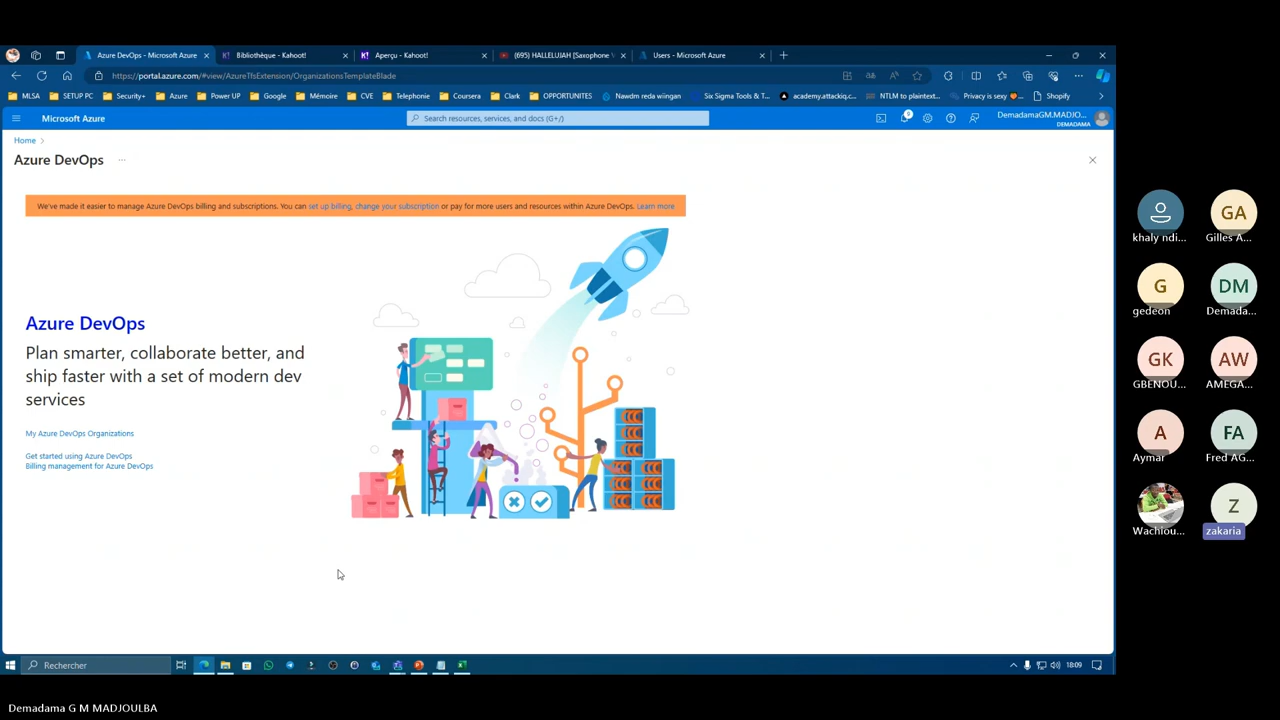 Azure DevOps - Microsoft Azure
Bibliothèque - Kahoot!
Aperçu - Kahoot!
(695) HALLELUJAH [Saxophone
Users - Microsoft Azure
https://portal.azure.com/#view/AzureTfsExtension/OrganizationsTemplateBlade
MLSA
SETUP PC
Security+
Azure
Power UP
Google
Mémoire
CVE
Telephonie
Coursera
Clark
OPPORTUNITES
Nawdm reda wiingan
Six Sigma Tools & T...
academy.attackiq.c...
NTLM to plaintext...
Privacy is sexy
Shopify
Microsoft Azure
Search resources, services, and docs (G+/)
DemadamaGM.MADJO...
DEMADAMA
Home
Azure DevOps
...
We've made it easier to manage Azure DevOps billing and subscriptions. You can set up billing, change your subscription or pay for more users and resources within Azure DevOps. Learn more
Azure DevOps
Plan smarter, collaborate better, and
ship faster with a set of modern dev
services
My Azure DevOps Organizations
Get started using Azure DevOps
Billing management for Azure DevOps
khaly ndi...
GA
Gilles A...
G
gedeon
DM
Demada...
GK
GBENOU...
AW
AMEGA...
A
Aymar
FA
Fred AG...
Wachiou...
Z
zakaria
Rechercher
18:09
Demadama G M MADJOULBA